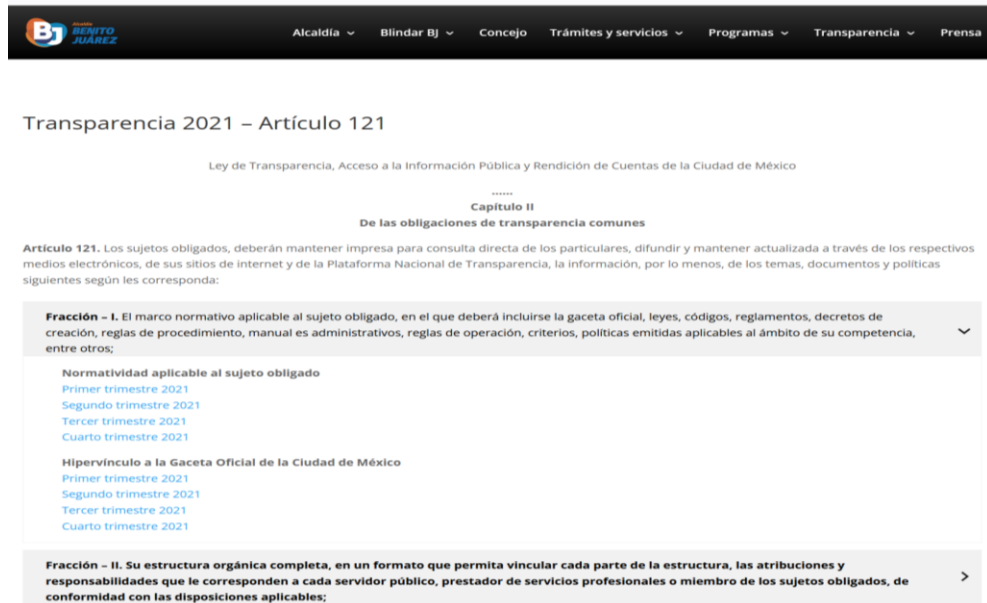 Alcaldía
BJ BENITO
JUÁREZ
Alcaldía Blindar BJ Concejo Trámites y servicios Programas Transparencia Prensa
Transparencia 2021 – Artículo 121
Ley de Transparencia, Acceso a la Información Pública y Rendición de Cuentas de la Ciudad de México
......
Capítulo II
De las obligaciones de transparencia comunes
Artículo 121. Los sujetos obligados, deberán mantener impresa para consulta directa de los particulares, difundir y mantener actualizada a través de los respectivos
medios electrónicos, de sus sitios de internet y de la Plataforma Nacional de Transparencia, la información, por lo menos, de los temas, documentos y políticas
siguientes según les corresponda:
Fracción – I. El marco normativo aplicable al sujeto obligado, en el que deberá incluirse la gaceta oficial, leyes, códigos, reglamentos, decretos de
creación, reglas de procedimiento, manual es administrativos, reglas de operación, criterios, políticas emitidas aplicables al ámbito de su competencia,
entre otros;
Normatividad aplicable al sujeto obligado
Primer trimestre 2021
Segundo trimestre 2021
Tercer trimestre 2021
Cuarto trimestre 2021
Hipervínculo a la Gaceta Oficial de la Ciudad de México
Primer trimestre 2021
Segundo trimestre 2021
Tercer trimestre 2021
Cuarto trimestre 2021
Fracción – II. Su estructura orgánica completa, en un formato que permita vincular cada parte de la estructura, las atribuciones y
responsabilidades que le corresponden a cada servidor público, prestador de servicios profesionales o miembro de los sujetos obligados, de
conformidad con las disposiciones aplicables;